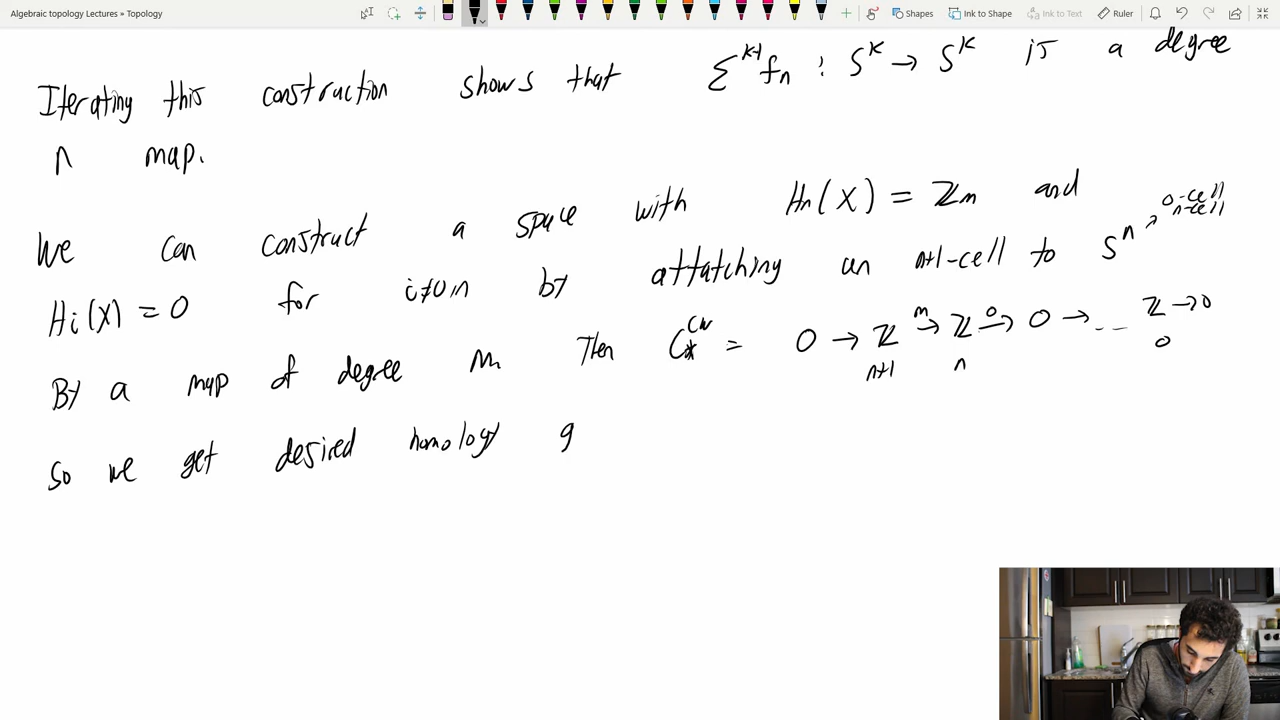 Algebraic topology Lectures » Topology
Shapes Ink to Shape Ink to Text Ruler
Iterating this construction shows that Σ^{k-1} f_n : S^k → S^k is a degree
n map.
We can construct a space with H_n(X) = ℤ_m and
H_i(X) = 0 for i≠0,n by attatching an n+1-cell to S^n → 0-cell n-cell
By a map of degree m. Then C_*^{CW} = 0 → ℤ →^m ℤ →^0 0 → ... ℤ → 0
n+1 n 0
So we get desired homology g